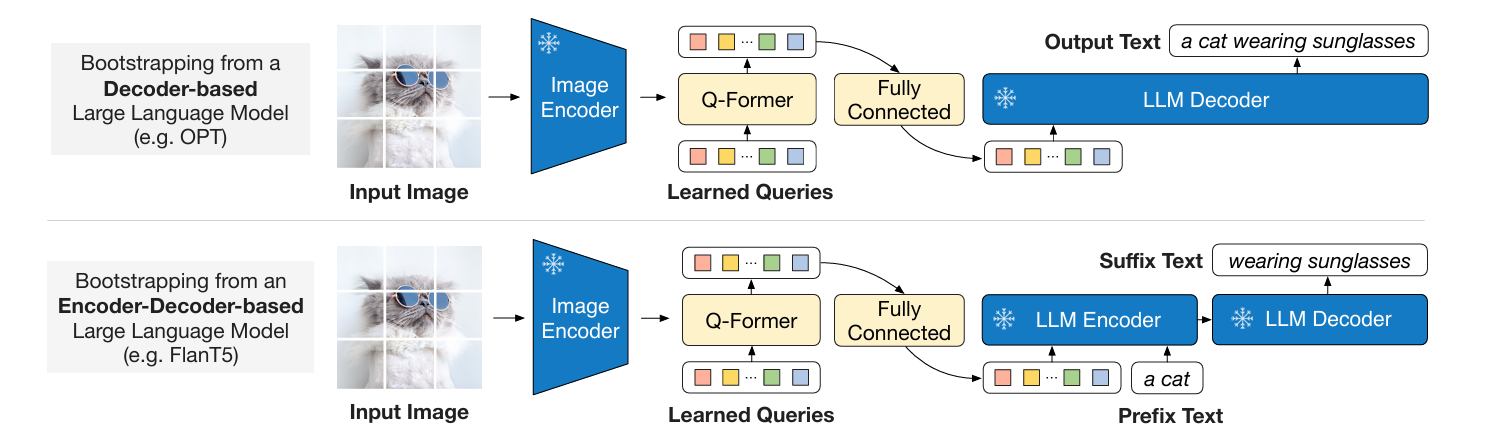 Bootstrapping from a
Decoder-based
Large Language Model
(e.g. OPT)
Input Image
Image
Encoder
...
Q-Former
...
Learned Queries
Fully
Connected
Output Text
a cat wearing sunglasses
LLM Decoder
...
Bootstrapping from an
Encoder-Decoder-based
Large Language Model
(e.g. FlanT5)
Input Image
Image
Encoder
...
Q-Former
...
Learned Queries
Fully
Connected
Suffix Text
wearing sunglasses
LLM Encoder
LLM Decoder
...
a cat
Prefix Text